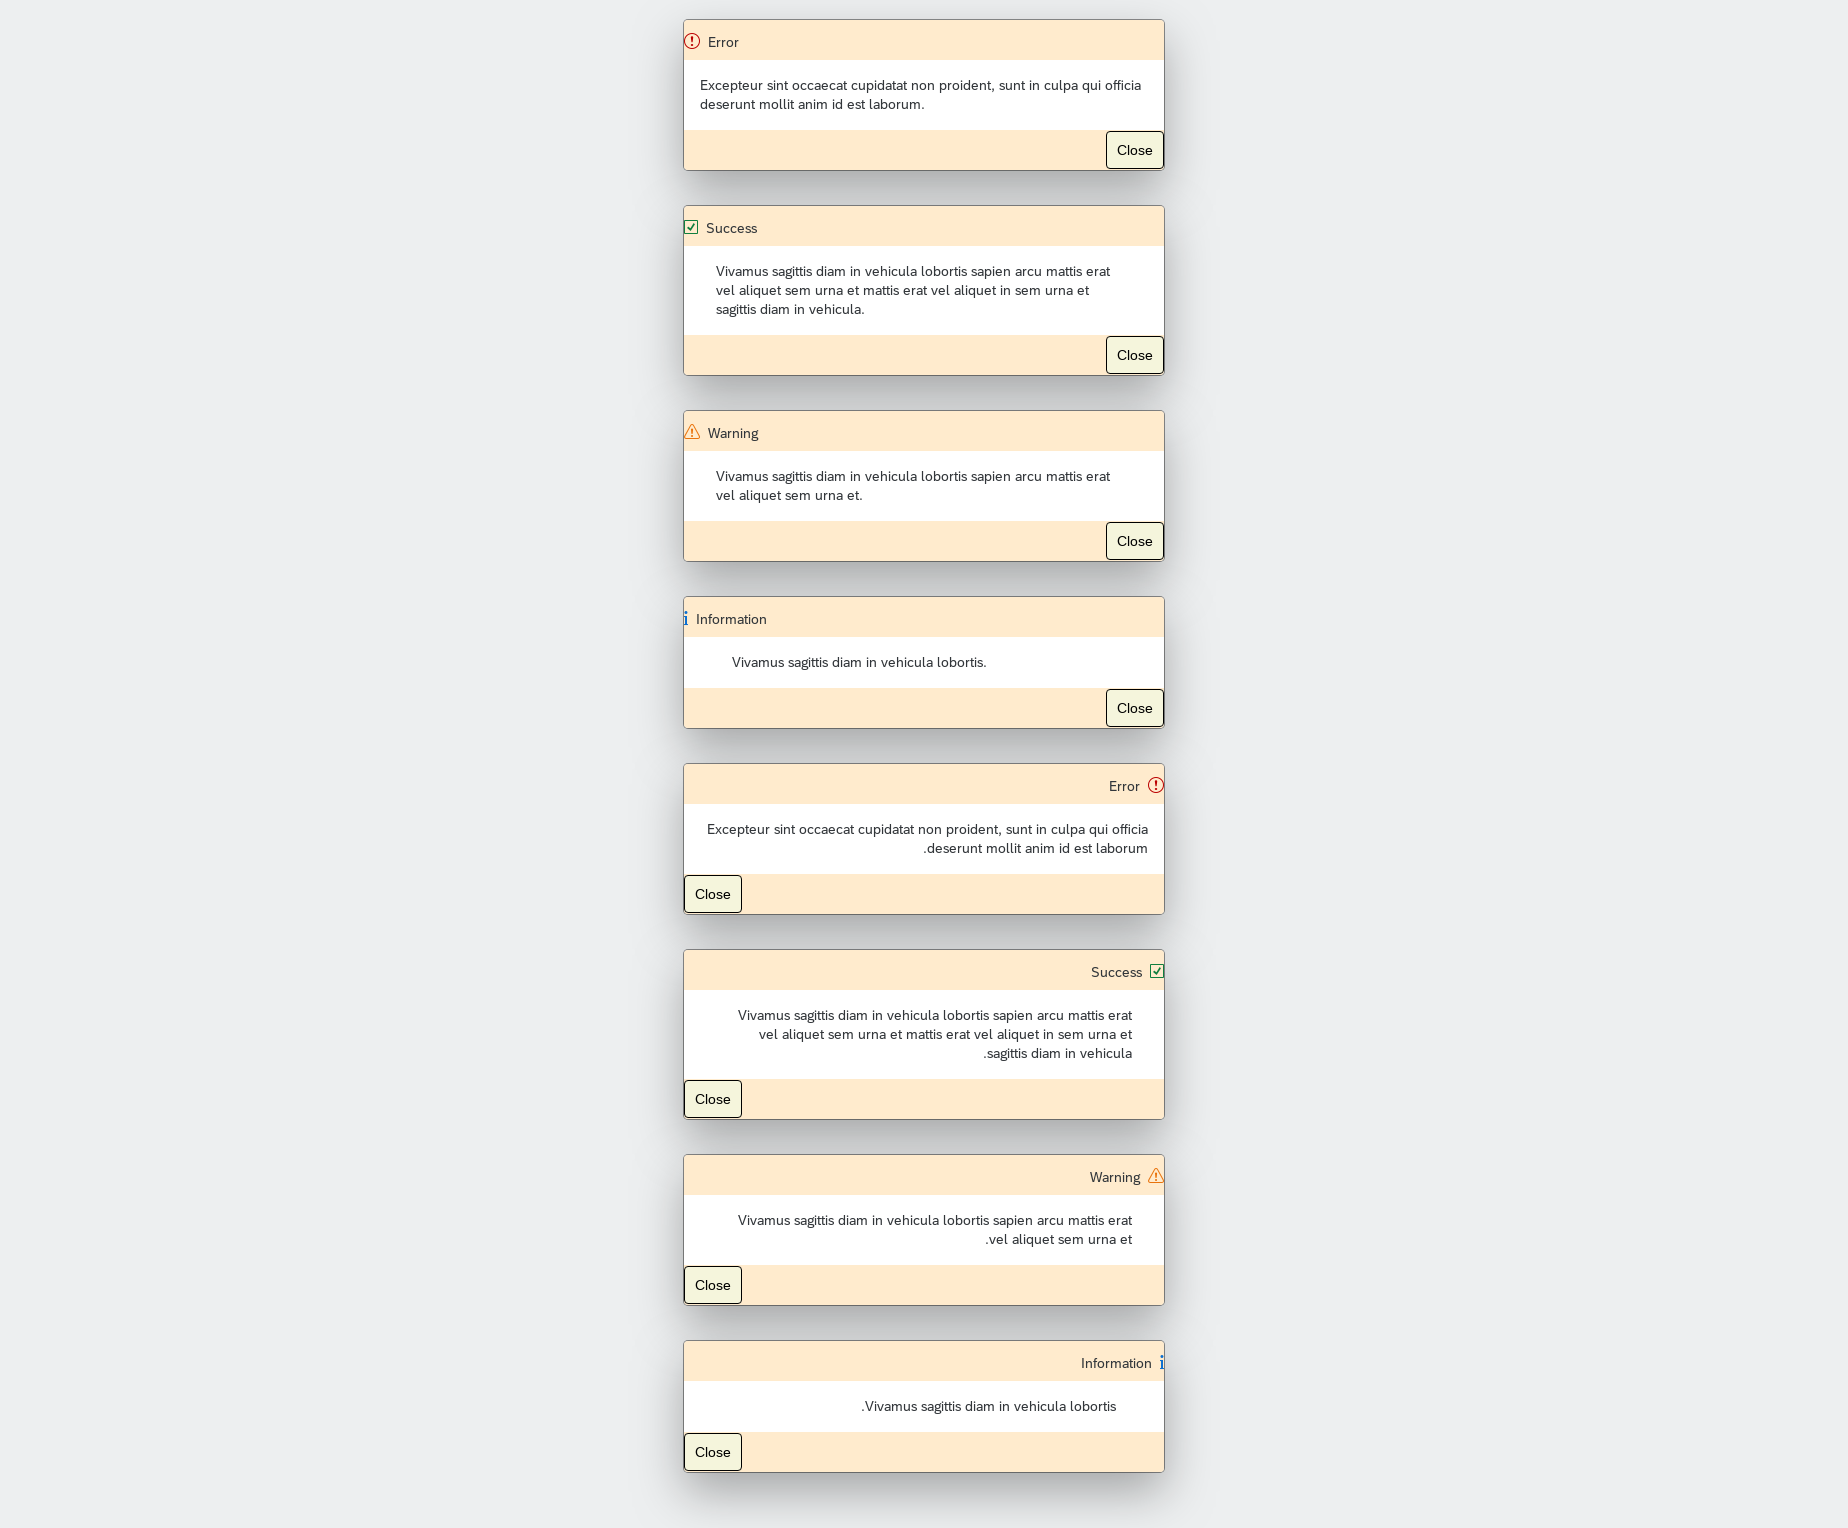 Error
Excepteur sint occaecat cupidatat non proident, sunt in culpa qui officia
deserunt mollit anim id est laborum.
Close
Success
Vivamus sagittis diam in vehicula lobortis sapien arcu mattis erat
vel aliquet sem urna et mattis erat vel aliquet in sem urna et
sagittis diam in vehicula.
Close
Warning
Vivamus sagittis diam in vehicula lobortis sapien arcu mattis erat
vel aliquet sem urna et.
Close
Information
Vivamus sagittis diam in vehicula lobortis.
Close
Error
Excepteur sint occaecat cupidatat non proident, sunt in culpa qui officia
.deserunt mollit anim id est laborum
Close
Success
Vivamus sagittis diam in vehicula lobortis sapien arcu mattis erat
vel aliquet sem urna et mattis erat vel aliquet in sem urna et
.sagittis diam in vehicula
Close
Warning
Vivamus sagittis diam in vehicula lobortis sapien arcu mattis erat
.vel aliquet sem urna et
Close
Information
.Vivamus sagittis diam in vehicula lobortis
Close